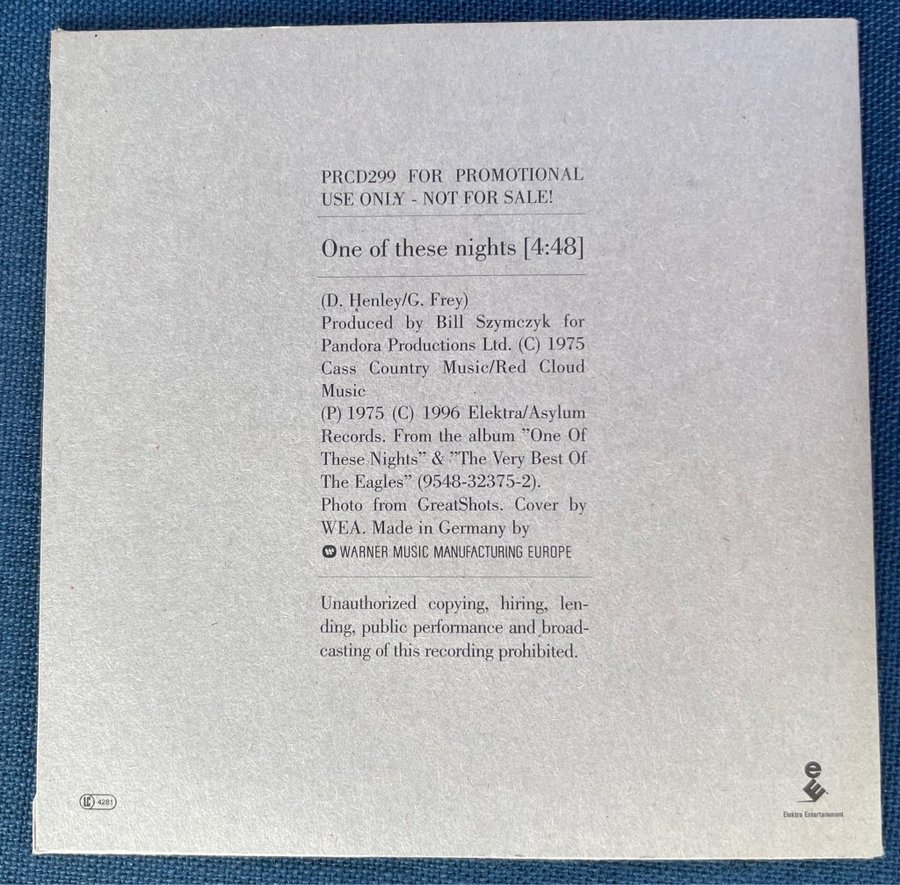 PRCD299 FOR PROMOTIONAL
USE ONLY - NOT FOR SALE!
One of these nights [4:48]
(D. Henley/G. Frey)
Produced by Bill Szymczyk for
Pandora Productions Ltd. (C) 1975
Cass Country Music/Red Cloud
Music
(P) 1975 (C) 1996 Elektra/Asylum
Records. From the album ”One Of
These Nights” & ”The Very Best Of
The Eagles” (9548-32375-2).
Photo from GreatShots. Cover by
WEA. Made in Germany by
WARNER MUSIC MANUFACTURING EUROPE
Unauthorized copying, hiring, len-
ding, public performance and broad-
casting of this recording prohibited.
LC 4281
Elektra Entertainment